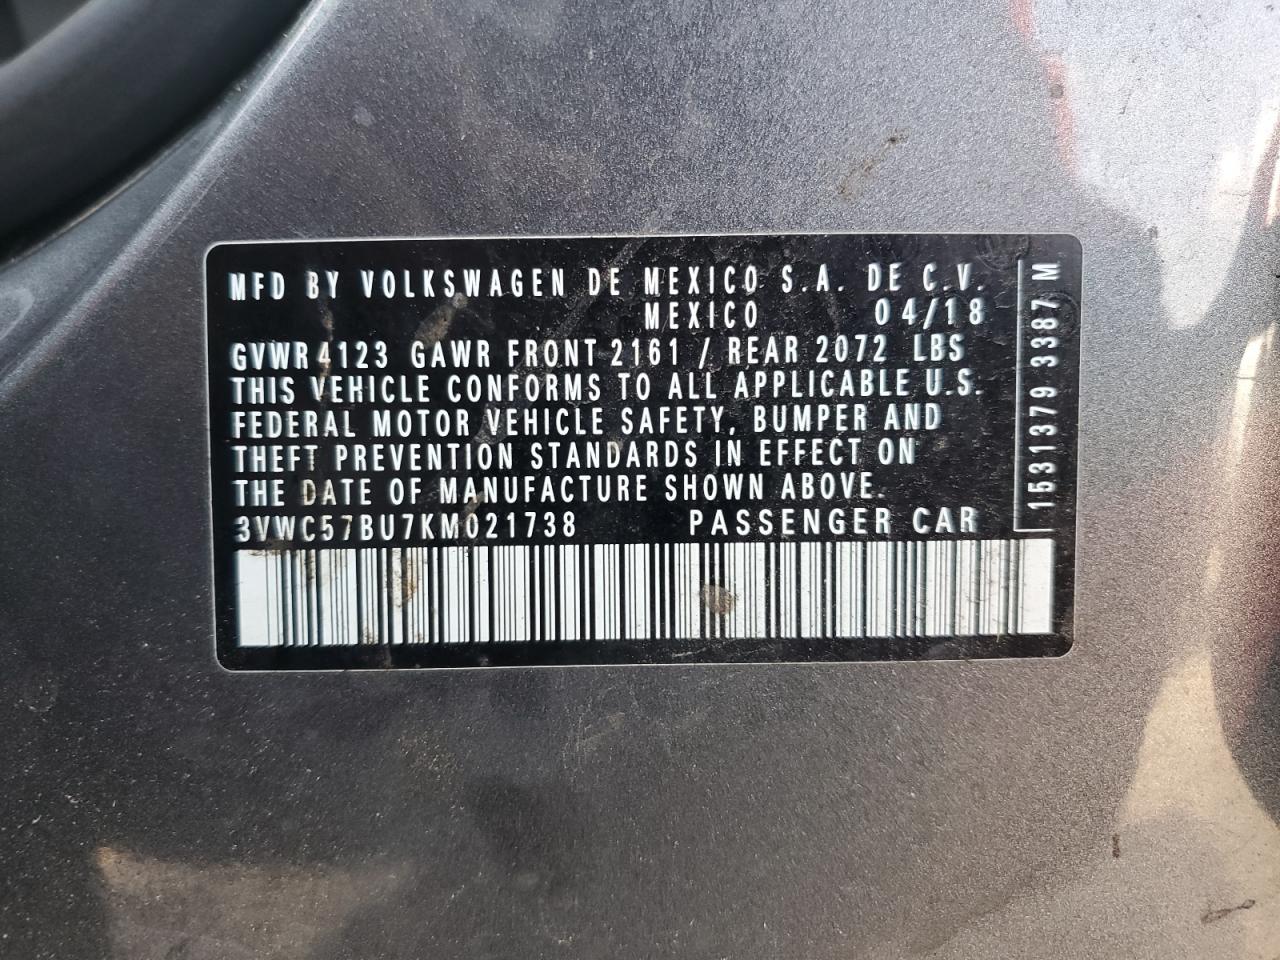 MFD BY VOLKSWAGEN DE MEXICO S.A. DE C.V.
MEXICO 04/18
GVWR 4123 GAWR FRONT 2161 / REAR 2072 LBS
THIS VEHICLE CONFORMS TO ALL APPLICABLE U.S.
FEDERAL MOTOR VEHICLE SAFETY, BUMPER AND
THEFT PREVENTION STANDARDS IN EFFECT ON
THE DATE OF MANUFACTURE SHOWN ABOVE.
3VWC57BU7KM021738 PASSENGER CAR
1531379 3387 M